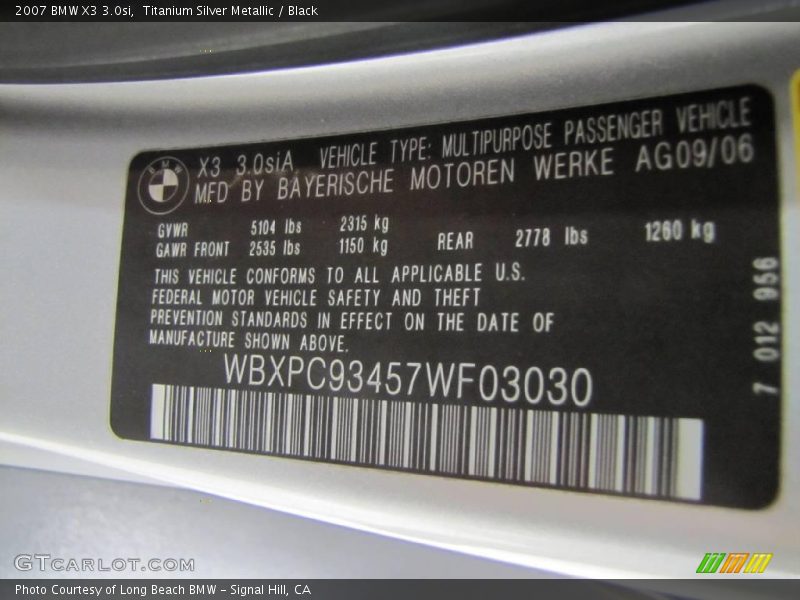 2007 BMW X3 3.0si, Titanium Silver Metallic / Black
BMW
X3 3.0siA VEHICLE TYPE: MULTIPURPOSE PASSENGER VEHICLE
MFD BY BAYERISCHE MOTOREN WERKE AG09/06
GVWR 5104 lbs 2315 kg
GAWR FRONT 2535 lbs 1150 kg REAR 2778 lbs 1260 kg
THIS VEHICLE CONFORMS TO ALL APPLICABLE U.S.
FEDERAL MOTOR VEHICLE SAFETY AND THEFT
PREVENTION STANDARDS IN EFFECT ON THE DATE OF
MANUFACTURE SHOWN ABOVE.
WBXPC93457WF03030
7 012 956
GTCARLOT.COM
Photo Courtesy of Long Beach BMW - Signal Hill, CA